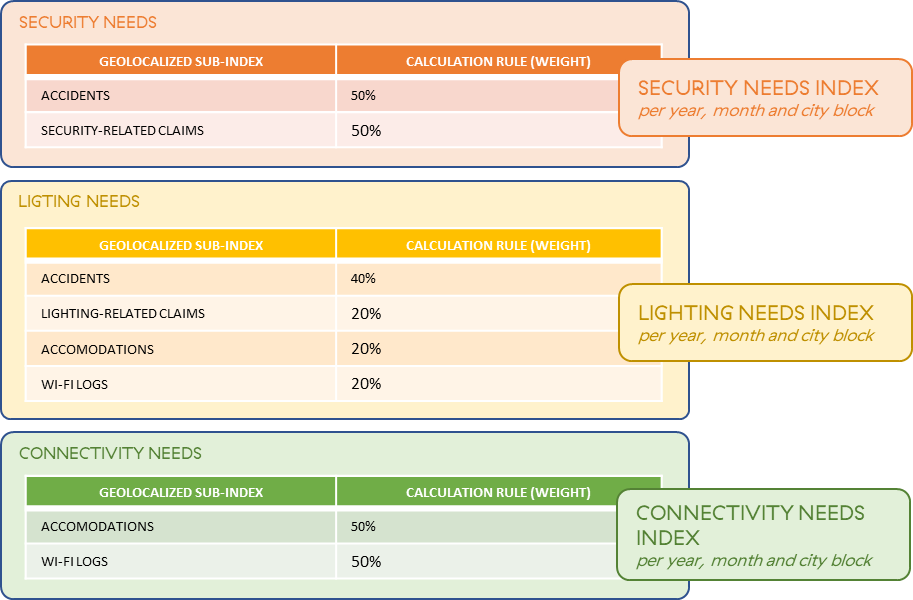 SECURITY NEEDS
GEOLOCALIZED SUB-INDEX CALCULATION RULE (WEIGHT)
ACCIDENTS 50%
SECURITY-RELATED CLAIMS 50%
SECURITY NEEDS INDEX
per year, month and city block
LIGTING NEEDS
GEOLOCALIZED SUB-INDEX CALCULATION RULE (WEIGHT)
ACCIDENTS 40%
LIGHTING-RELATED CLAIMS 20%
ACCOMODATIONS 20%
WI-FI LOGS 20%
LIGHTING NEEDS INDEX
per year, month and city block
CONNECTIVITY NEEDS
GEOLOCALIZED SUB-INDEX CALCULATION RULE (WEIGHT)
ACCOMODATIONS 50%
WI-FI LOGS 50%
CONNECTIVITY NEEDS
INDEX
per year, month and city block